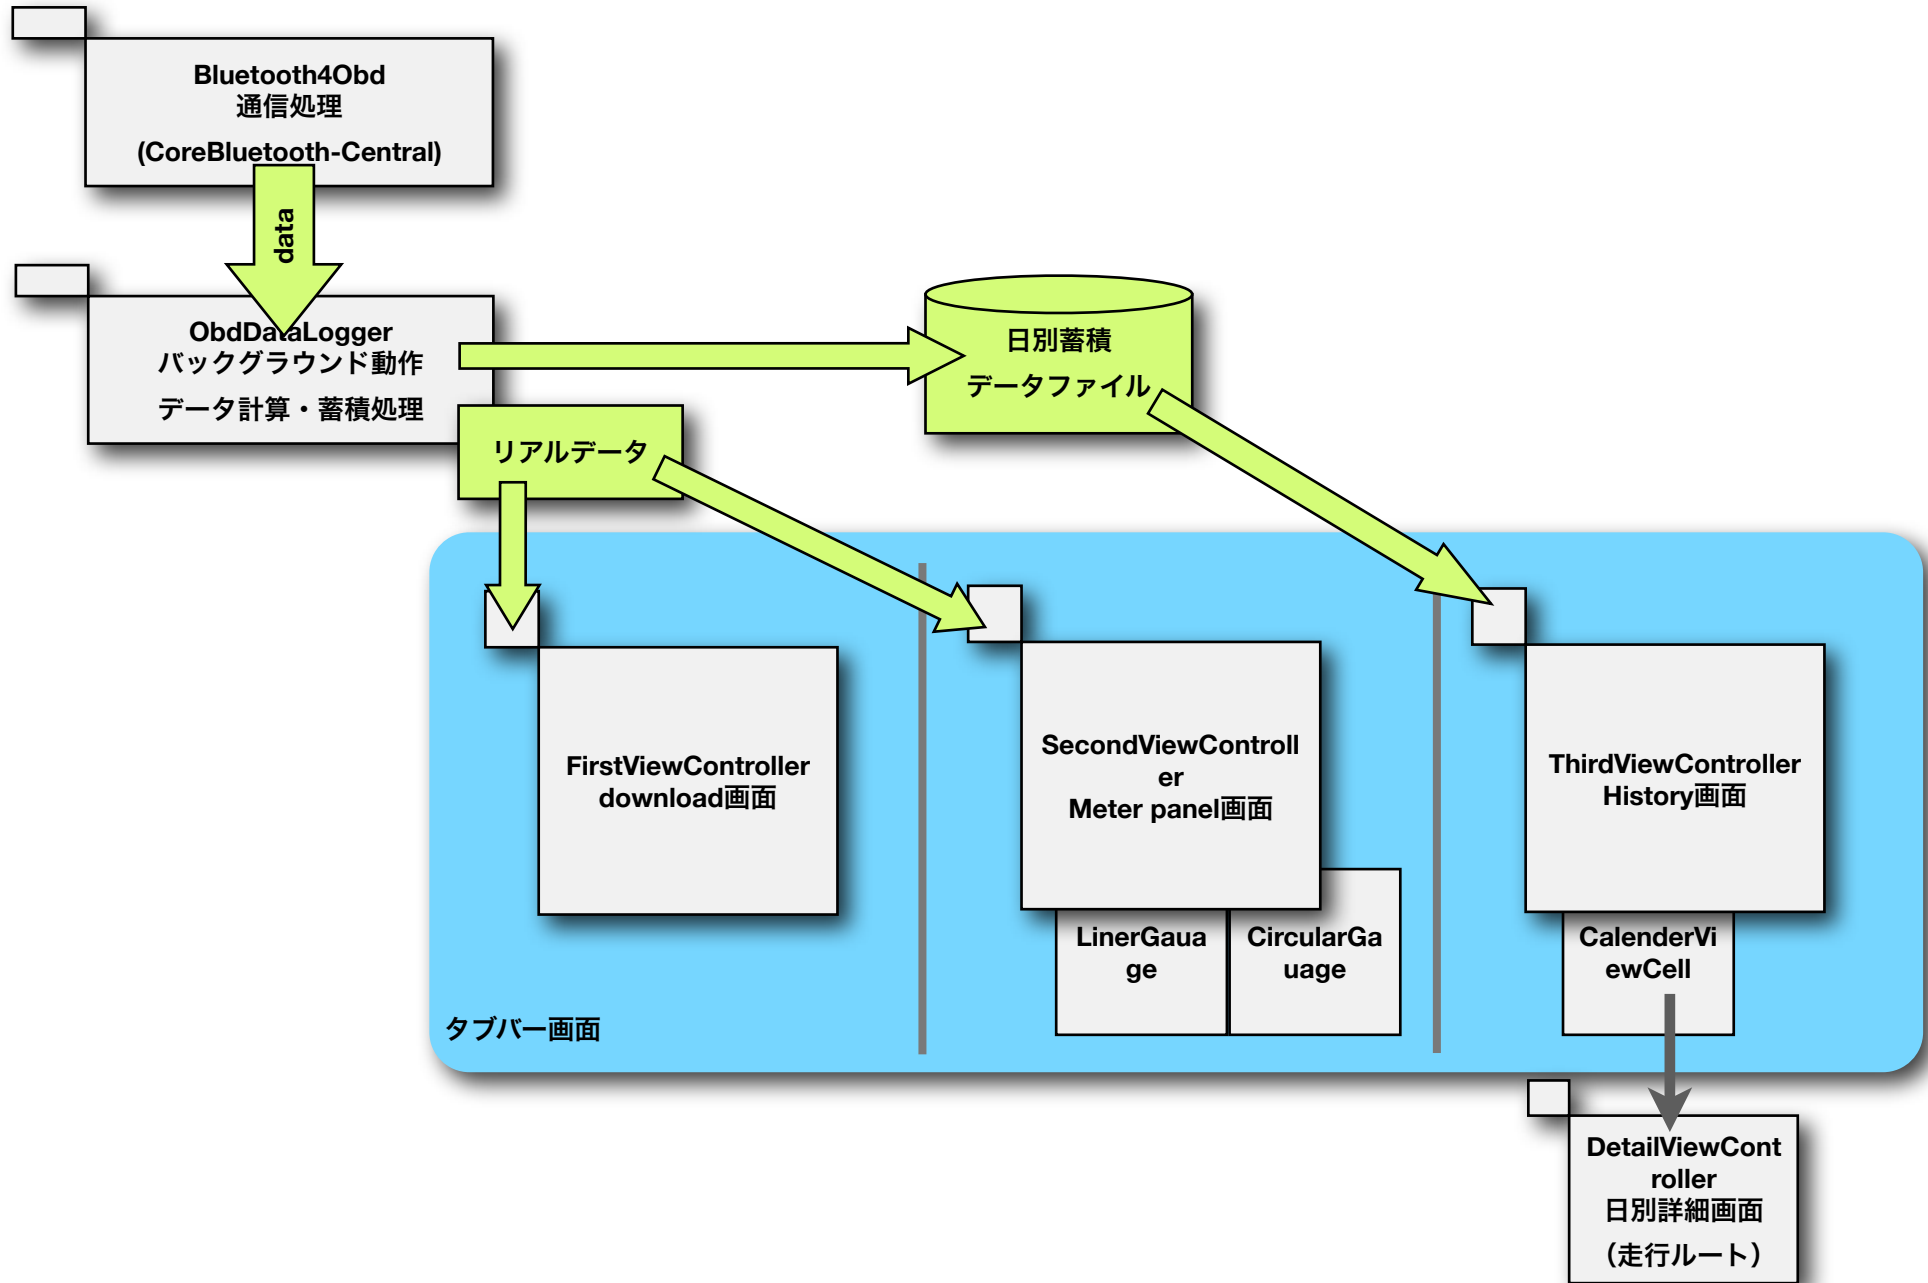 Bluetooth4Obd
通信処理
(CoreBluetooth-Central)
data
ObdDataLogger
バックグラウンド動作
データ計算・蓄積処理
日別蓄積
データファイル
リアルデータ
FirstViewController
download画面
SecondViewControll
er
Meter panel画面
ThirdViewController
History画面
LinerGaua
ge
CircularGa
uage
CalenderVi
ewCell
タブバー画面
DetailViewCont
roller
日別詳細画面
（走行ルート）